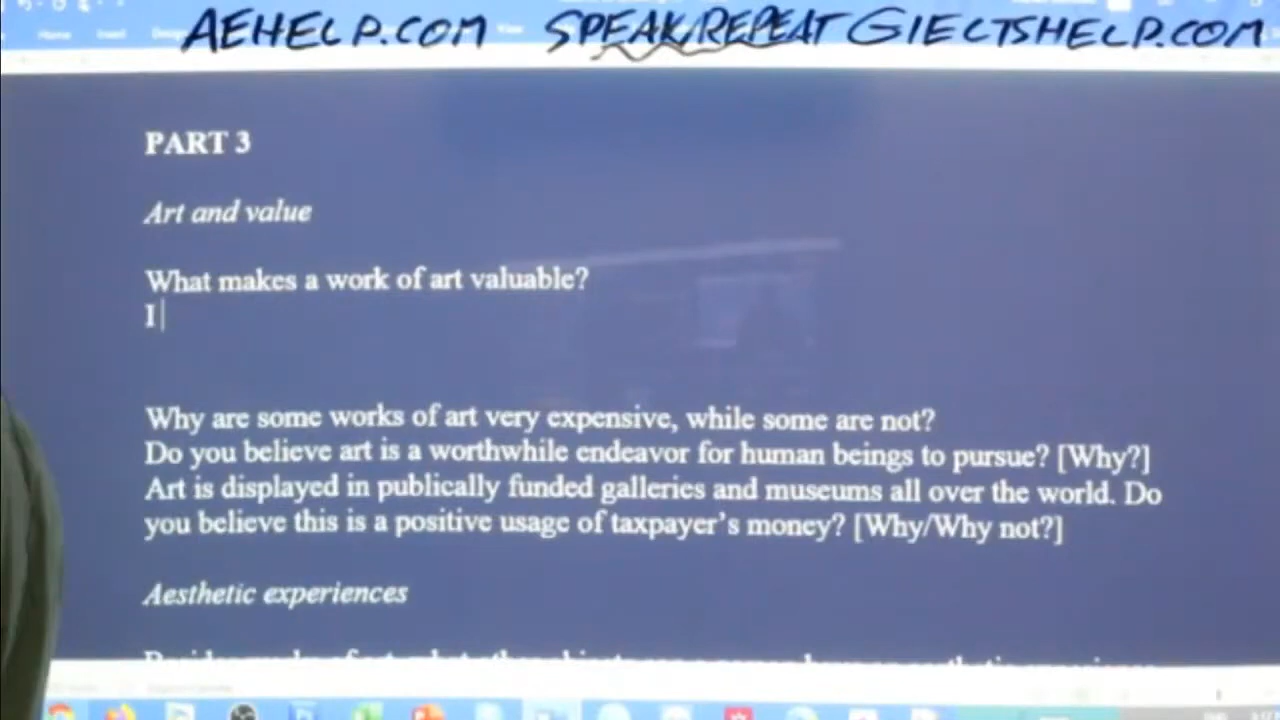 AEHELP.COM SPEAK/REPEAT GIELTSHELP.COM
Home Insert View
PART 3
Art and value
What makes a work of art valuable?
I
Why are some works of art very expensive, while some are not?
Do you believe art is a worthwhile endeavor for human beings to pursue? [Why?]
Art is displayed in publically funded galleries and museums all over the world. Do
you believe this is a positive usage of taxpayer's money? [Why/Why not?]
Aesthetic experiences